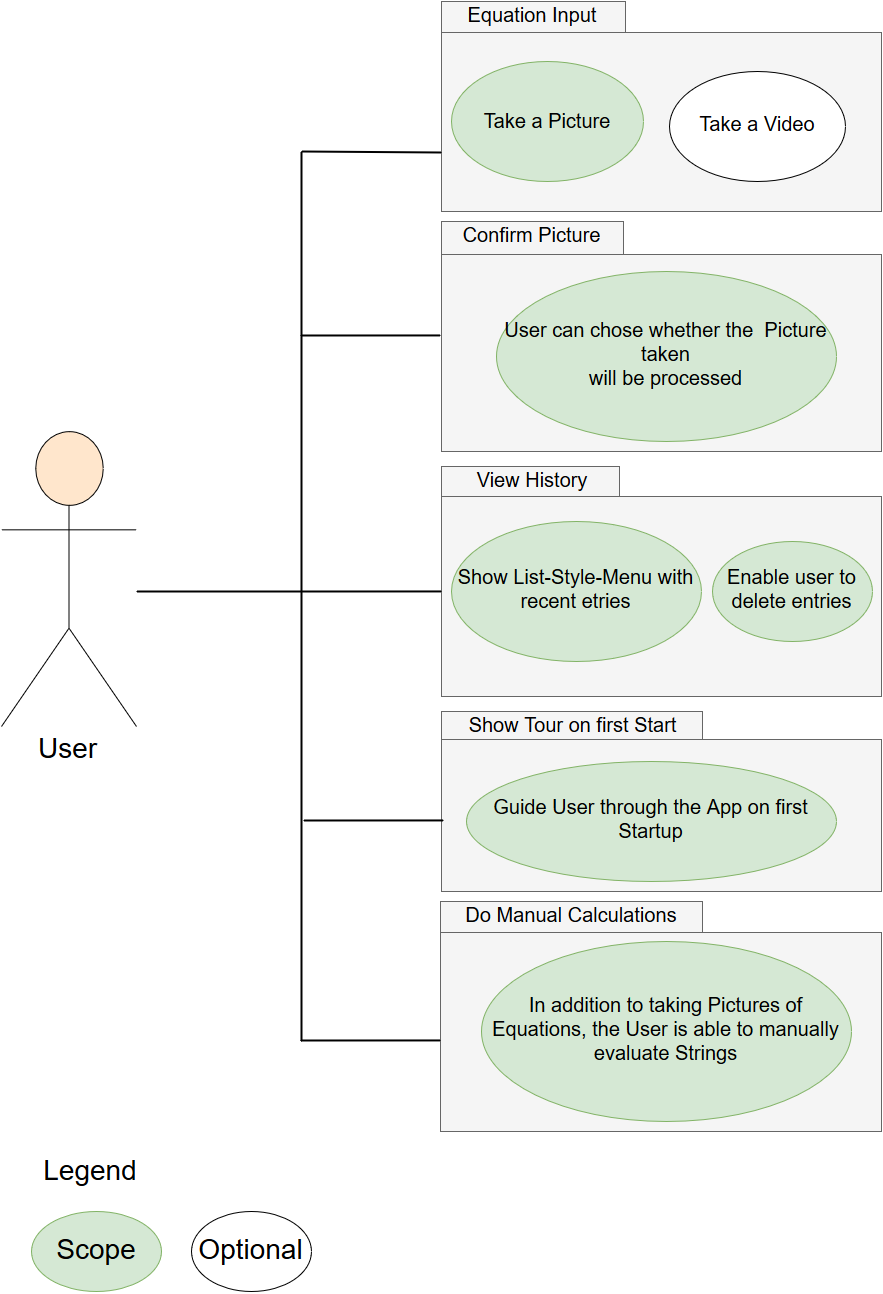 Equation Input
Take a Picture
Take a Video
Confirm Picture
User can chose whether the Picture
taken
will be processed
View History
Show List-Style-Menu with
recent etries
Enable user to
delete entries
User
Show Tour on first Start
Guide User through the App on first
Startup
Do Manual Calculations
In addition to taking Pictures of
Equations, the User is able to manually
evaluate Strings
Legend
Scope
Optional